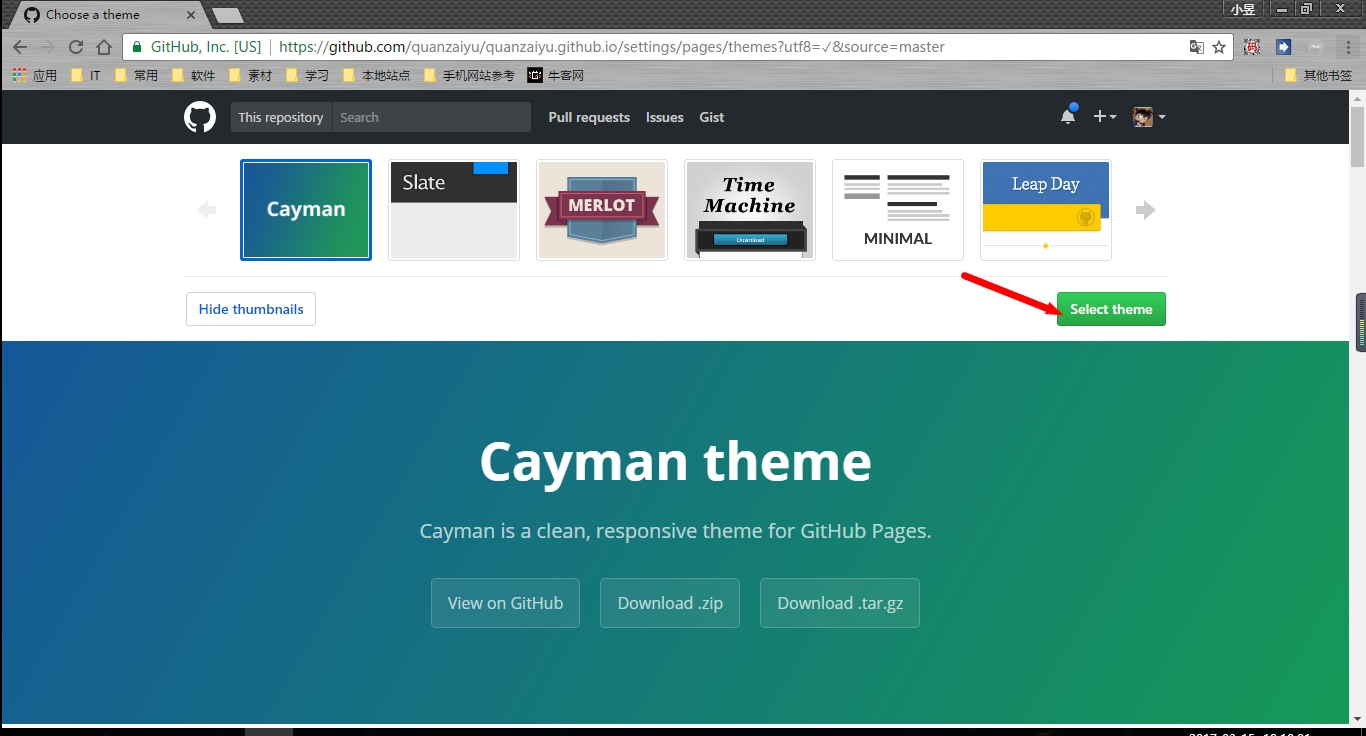 Choose a theme
小昱
GitHub, Inc. [US] https://github.com/quanzaiyu/quanzaiyu.github.io/settings/pages/themes?utf8=✓&source=master
应用 IT 常用 软件 素材 学习 本地站点 手机网站参考 牛客网 其他书签
This repository Search Pull requests Issues Gist
Cayman
Slate
MERLOT
Time
Machine
Download
MINIMAL
Leap Day
Hide thumbnails
Select theme
Cayman theme
Cayman is a clean, responsive theme for GitHub Pages.
View on GitHub
Download .zip
Download .tar.gz